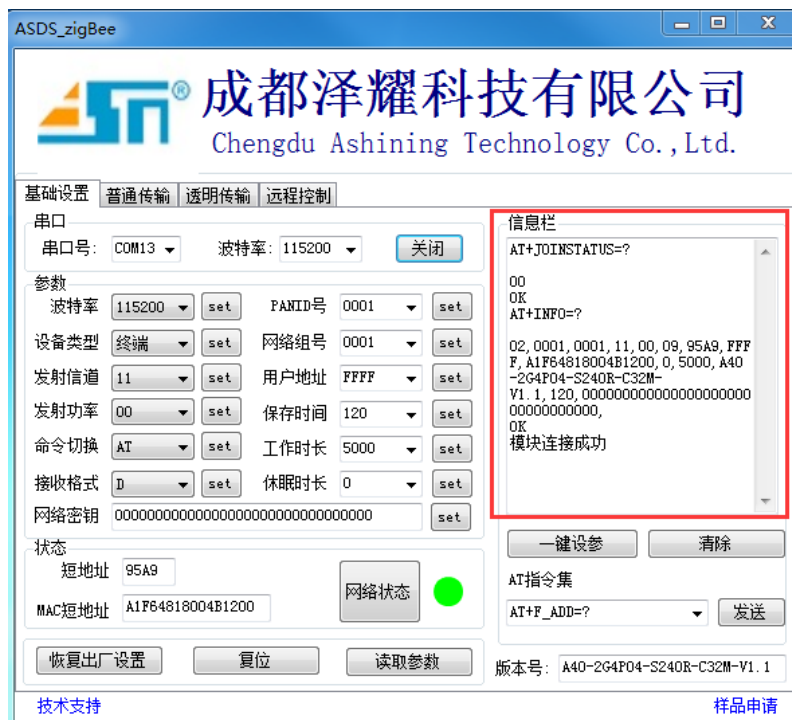 ASDS_zigBee
成都泽耀科技有限公司
Chengdu Ashining Technology Co.,Ltd.
基础设置 普通传输 透明传输 远程控制
串口
串口号: COM13 波特率: 115200 关闭
参数
波特率 115200 set PANID号 0001 set
设备类型 终端 set 网络组号 0001 set
发射信道 11 set 用户地址 FFFF set
发射功率 00 set 保存时间 120 set
命令切换 AT set 工作时长 5000 set
接收格式 D set 休眠时长 0 set
网络密钥 00000000000000000000000000000000 set
状态
短地址 95A9
MAC短地址 A1F64818004B1200
网络状态
恢复出厂设置 复位 读取参数
信息栏
AT+JOINSTATUS=?
00
OK
AT+INFO=?
02,0001,0001,11,00,09,95A9,FFF
F,A1F64818004B1200,0,5000,A40
-2G4P04-S240R-C32M-
V1.1,120,000000000000000000000
00000000000,
OK
模块连接成功
一键设参 清除
AT指令集
AT+F_ADD=? 发送
版本号: A40-2G4P04-S240R-C32M-V1.1
技术支持 样品申请